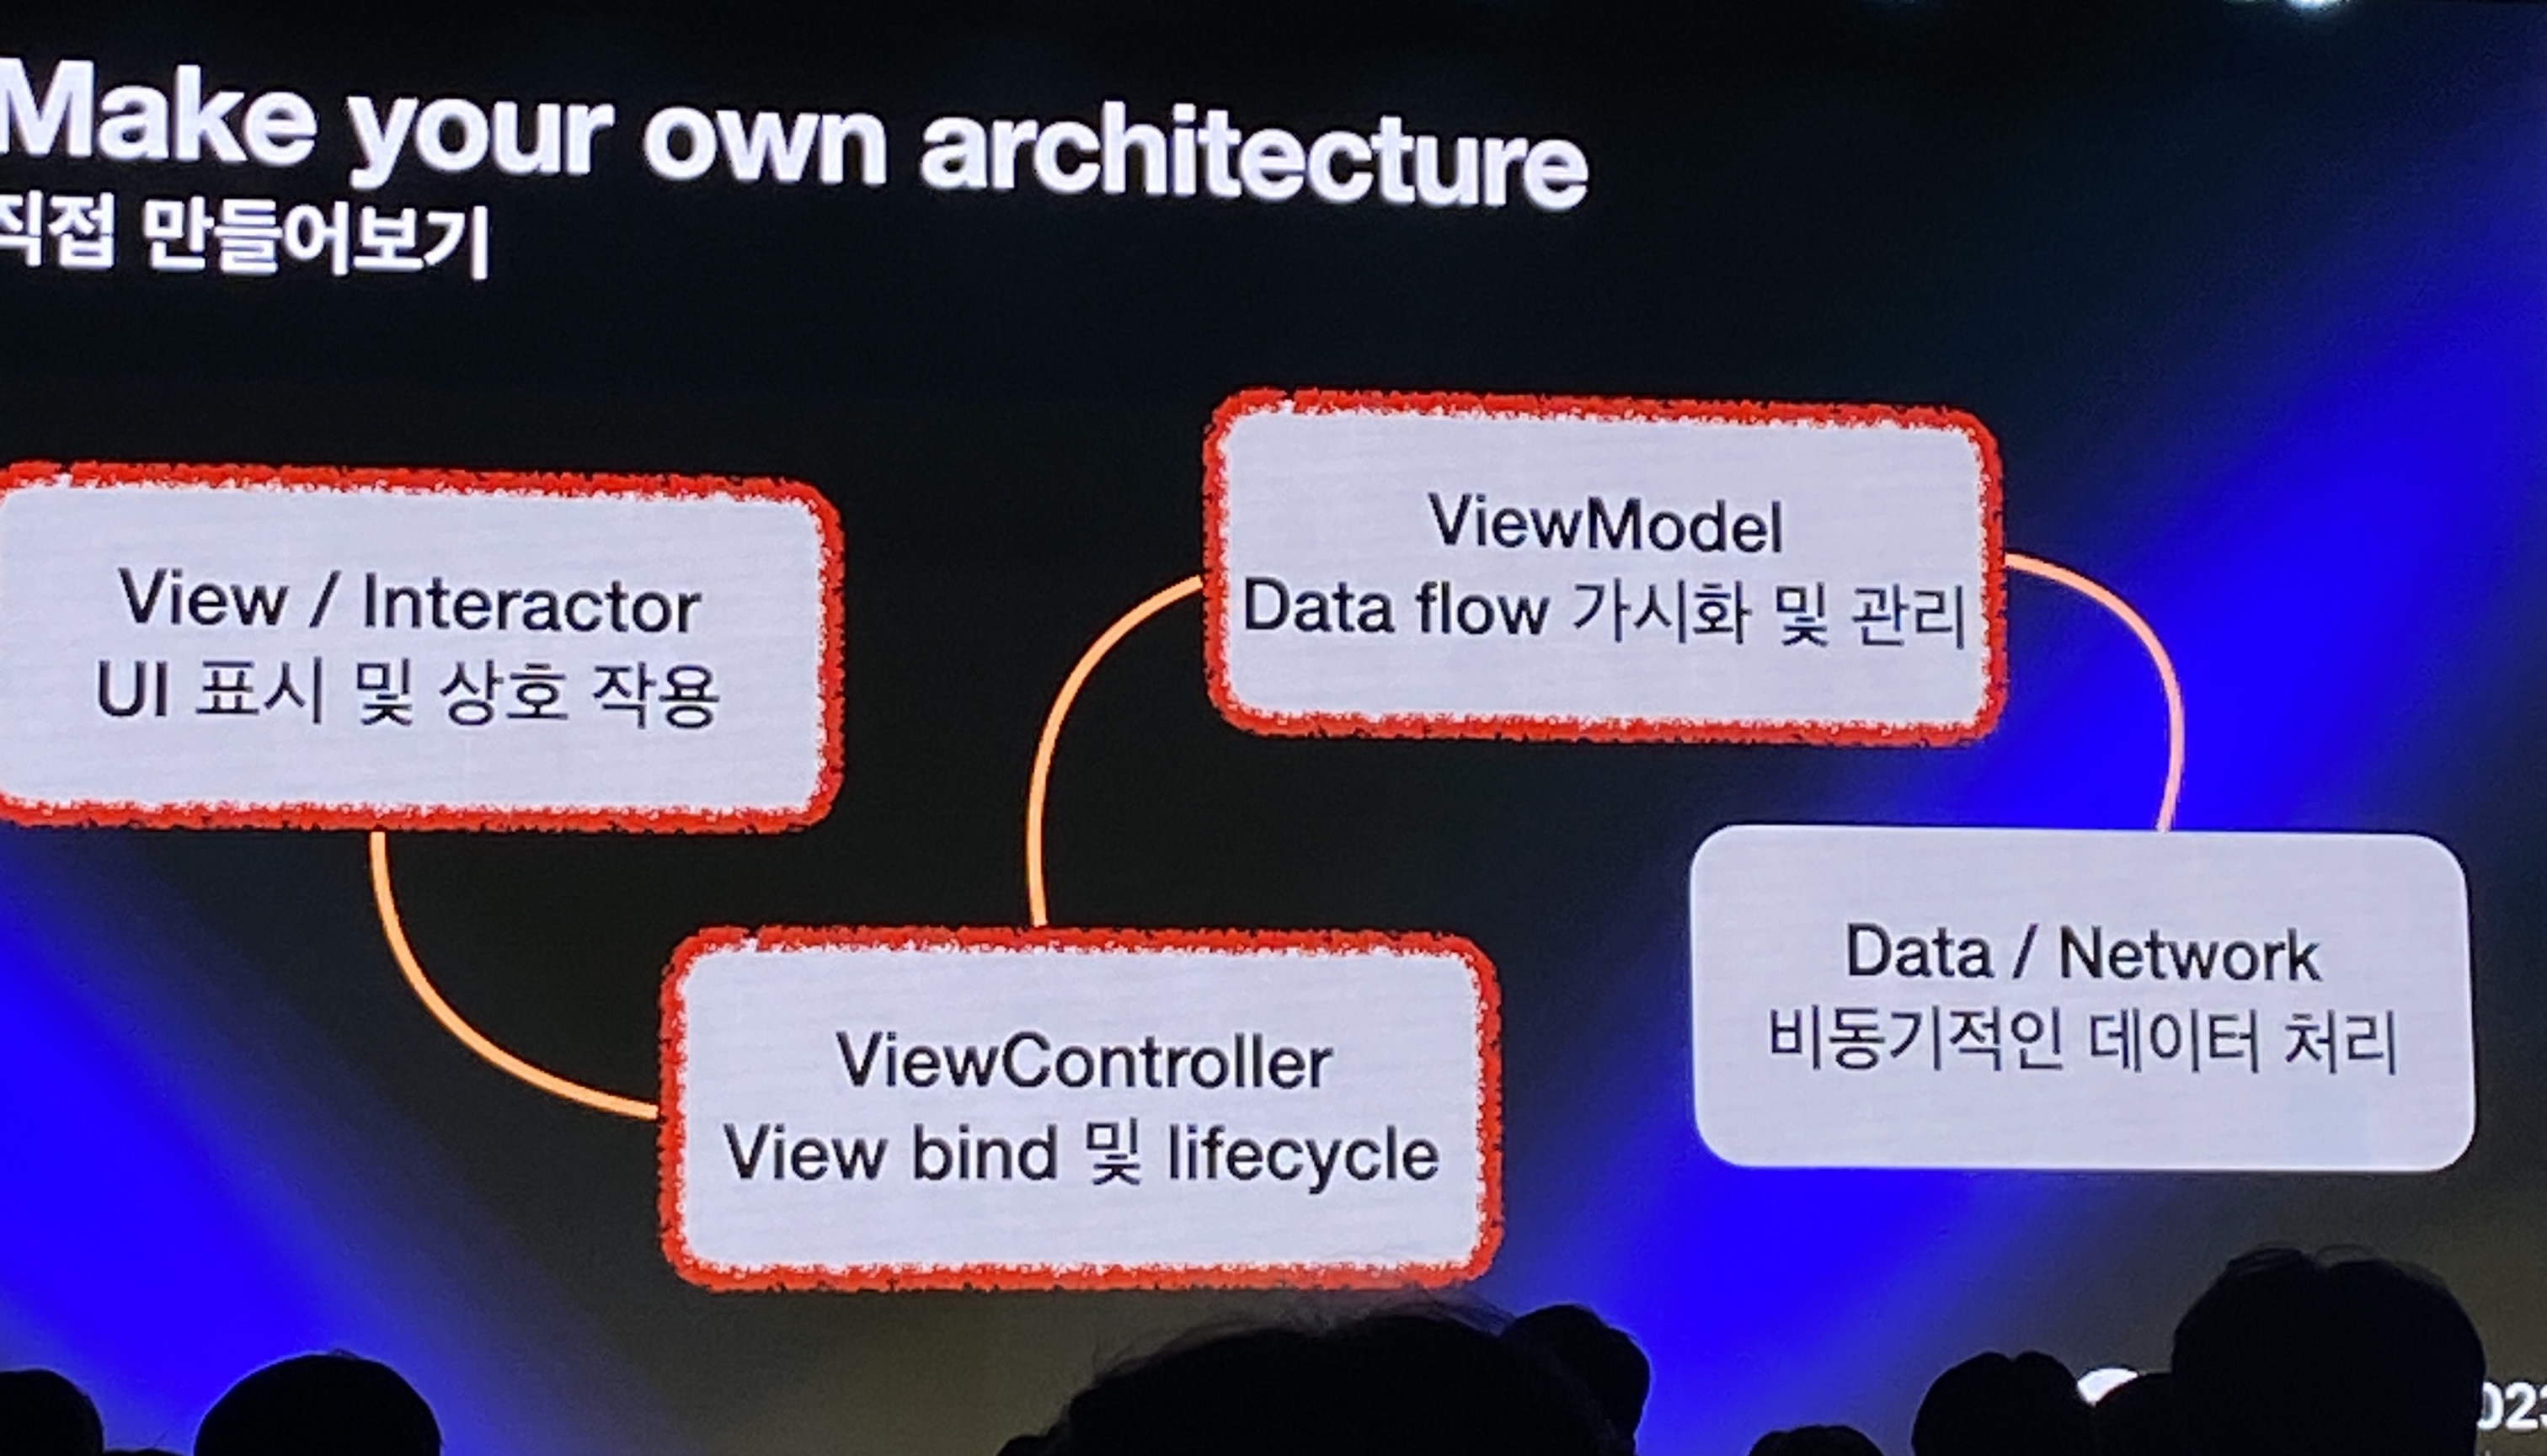 Make your own architecture
직접 만들어보기
View / Interactor
UI 표시 및 상호 작용
ViewModel
Data flow 가시화 및 관리
ViewController
View bind 및 lifecycle
Data / Network
비동기적인 데이터 처리